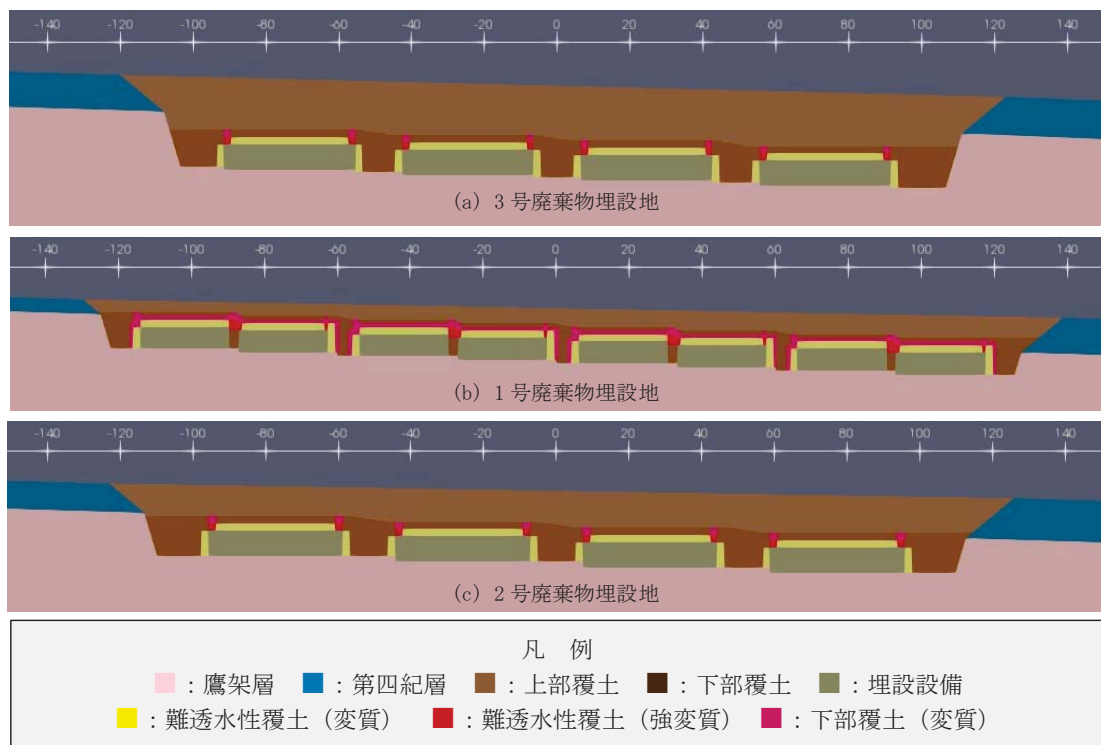 -140 -120 -100 -80 -60 -40 -20 0 20 40 60 80 100 120 140
(a) 3号廃棄物埋設地
-140 -120 -100 -80 -60 -40 -20 0 20 40 60 80 100 120 140
(b) 1号廃棄物埋設地
-140 -120 -100 -80 -60 -40 -20 0 20 40 60 80 100 120 140
(c) 2号廃棄物埋設地
凡 例
:鷹架層 :第四紀層 :上部覆土 :下部覆土 :埋設設備
:難透水性覆土(変質) :難透水性覆土(強変質) :下部覆土(変質)